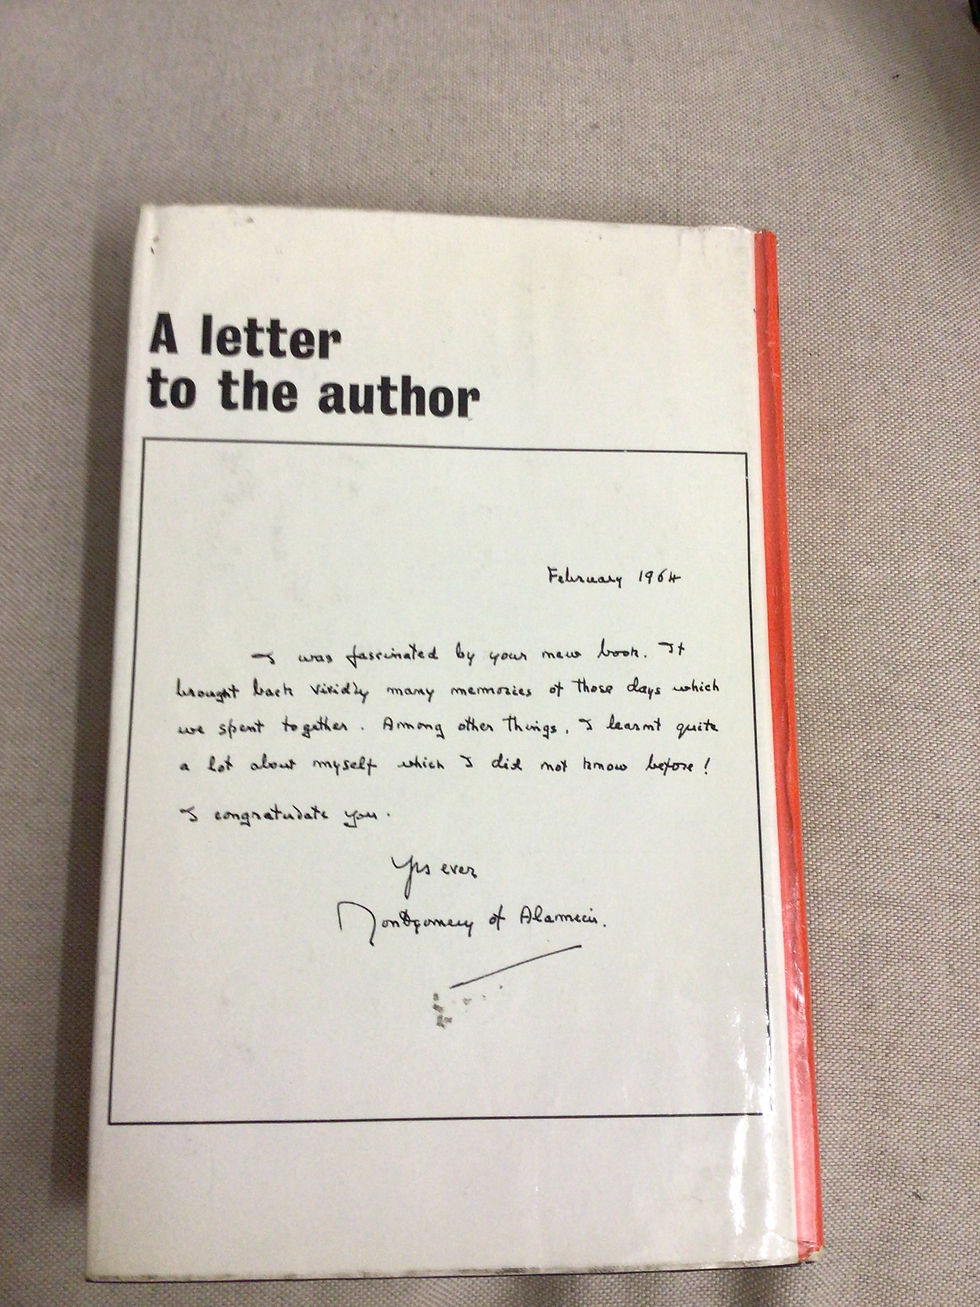 A letter
to the author
February 1964
I was fascinated by your new book. It
brought back vividly many memories of those days which
we spent together. Among other things, I learnt quite
a lot about myself which I did not know before!
I congratulate you.
Yrs ever
Montgomery of Alamein.